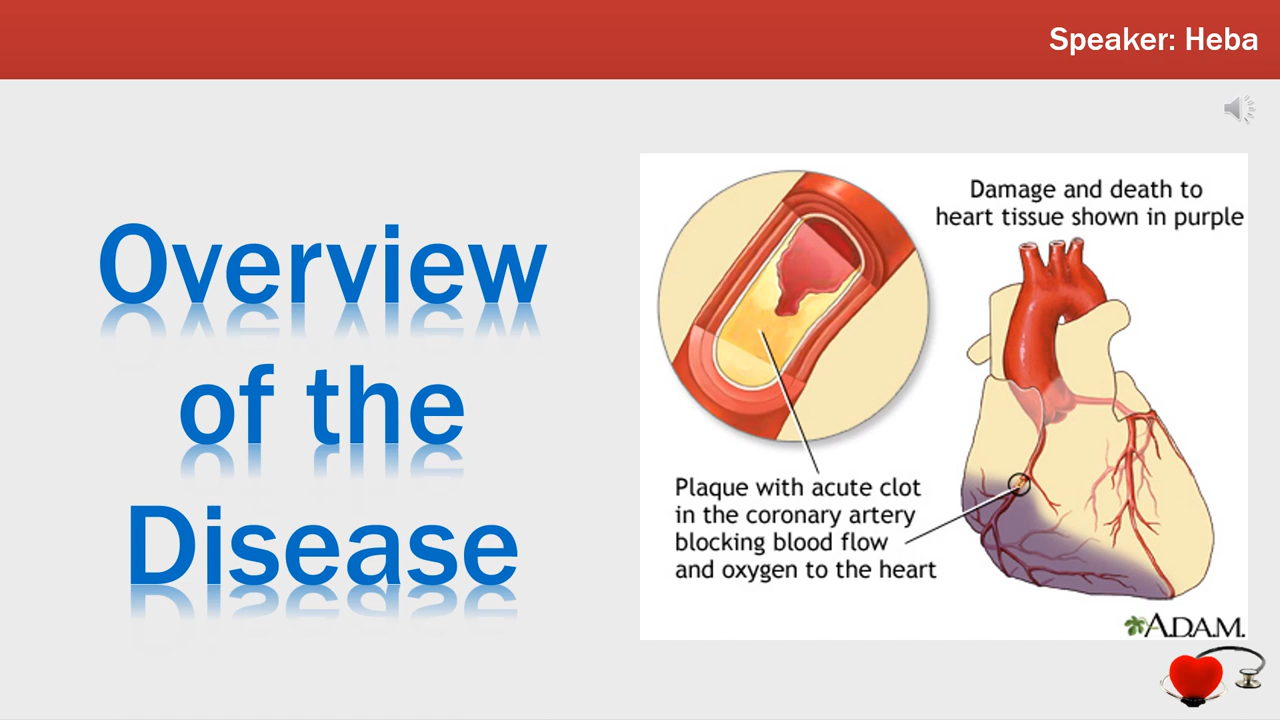 Speaker: Heba
Overview
of the
Disease
Damage and death to
heart tissue shown in purple
Plaque with acute clot
in the coronary artery
blocking blood flow
and oxygen to the heart
A.D.A.M.